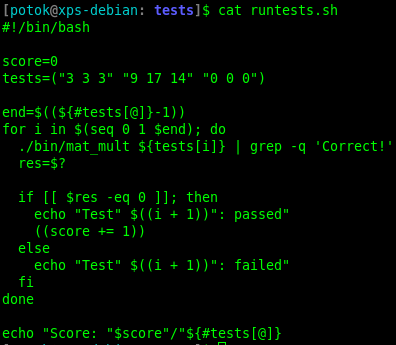 [potok@xps-debian: tests]$ cat runtests.sh
#!/bin/bash

score=0
tests=("3 3 3" "9 17 14" "0 0 0")

end=$((${#tests[@]}-1))
for i in $(seq 0 1 $end); do
  ./bin/mat_mult ${tests[i]} | grep -q 'Correct!'
  res=$?

  if [[ $res -eq 0 ]]; then
    echo "Test" $((i + 1))": passed"
    ((score += 1))
  else
    echo "Test" $((i + 1))": failed"
  fi
done

echo "Score: "$score"/"${#tests[@]}